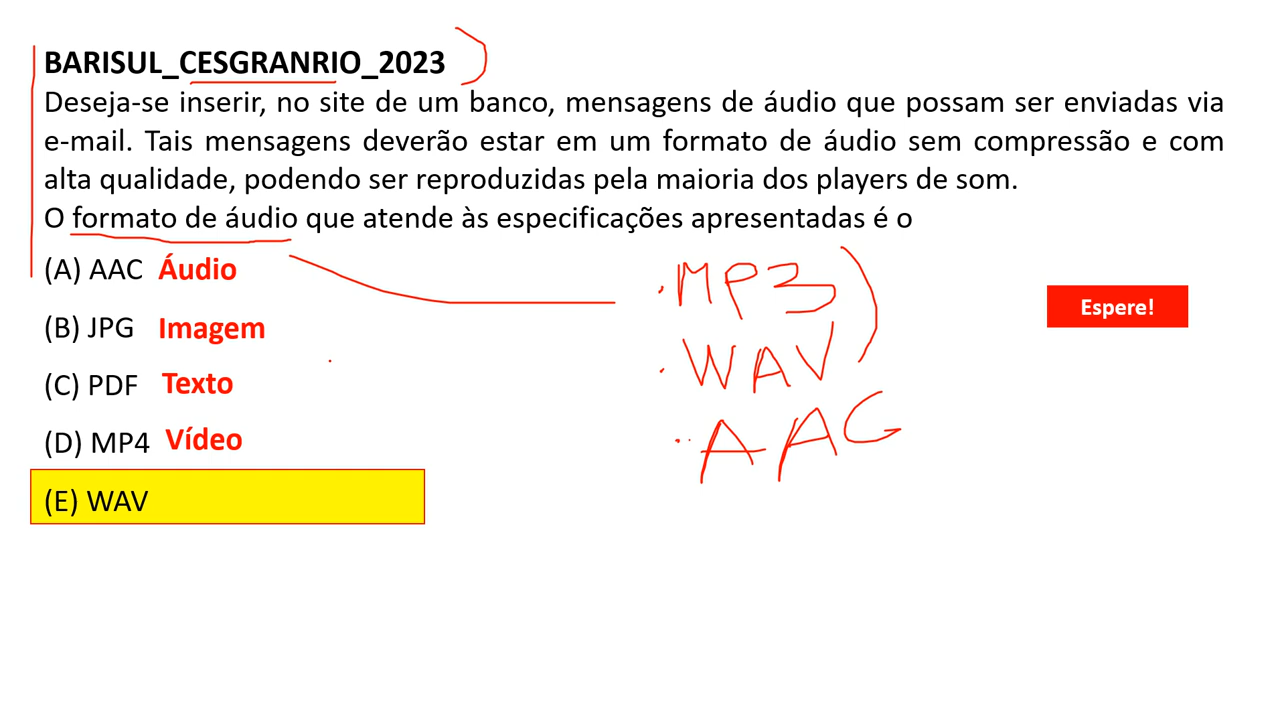 BARISUL_CESGRANRIO_2023
Deseja-se inserir, no site de um banco, mensagens de áudio que possam ser enviadas via
e-mail. Tais mensagens deverão estar em um formato de áudio sem compressão e com
alta qualidade, podendo ser reproduzidas pela maioria dos players de som.
O formato de áudio que atende às especificações apresentadas é o
(A) AAC Áudio
(B) JPG Imagem
(C) PDF Texto
(D) MP4 Vídeo
(E) WAV
MP3
WAV
AAC
Espere!